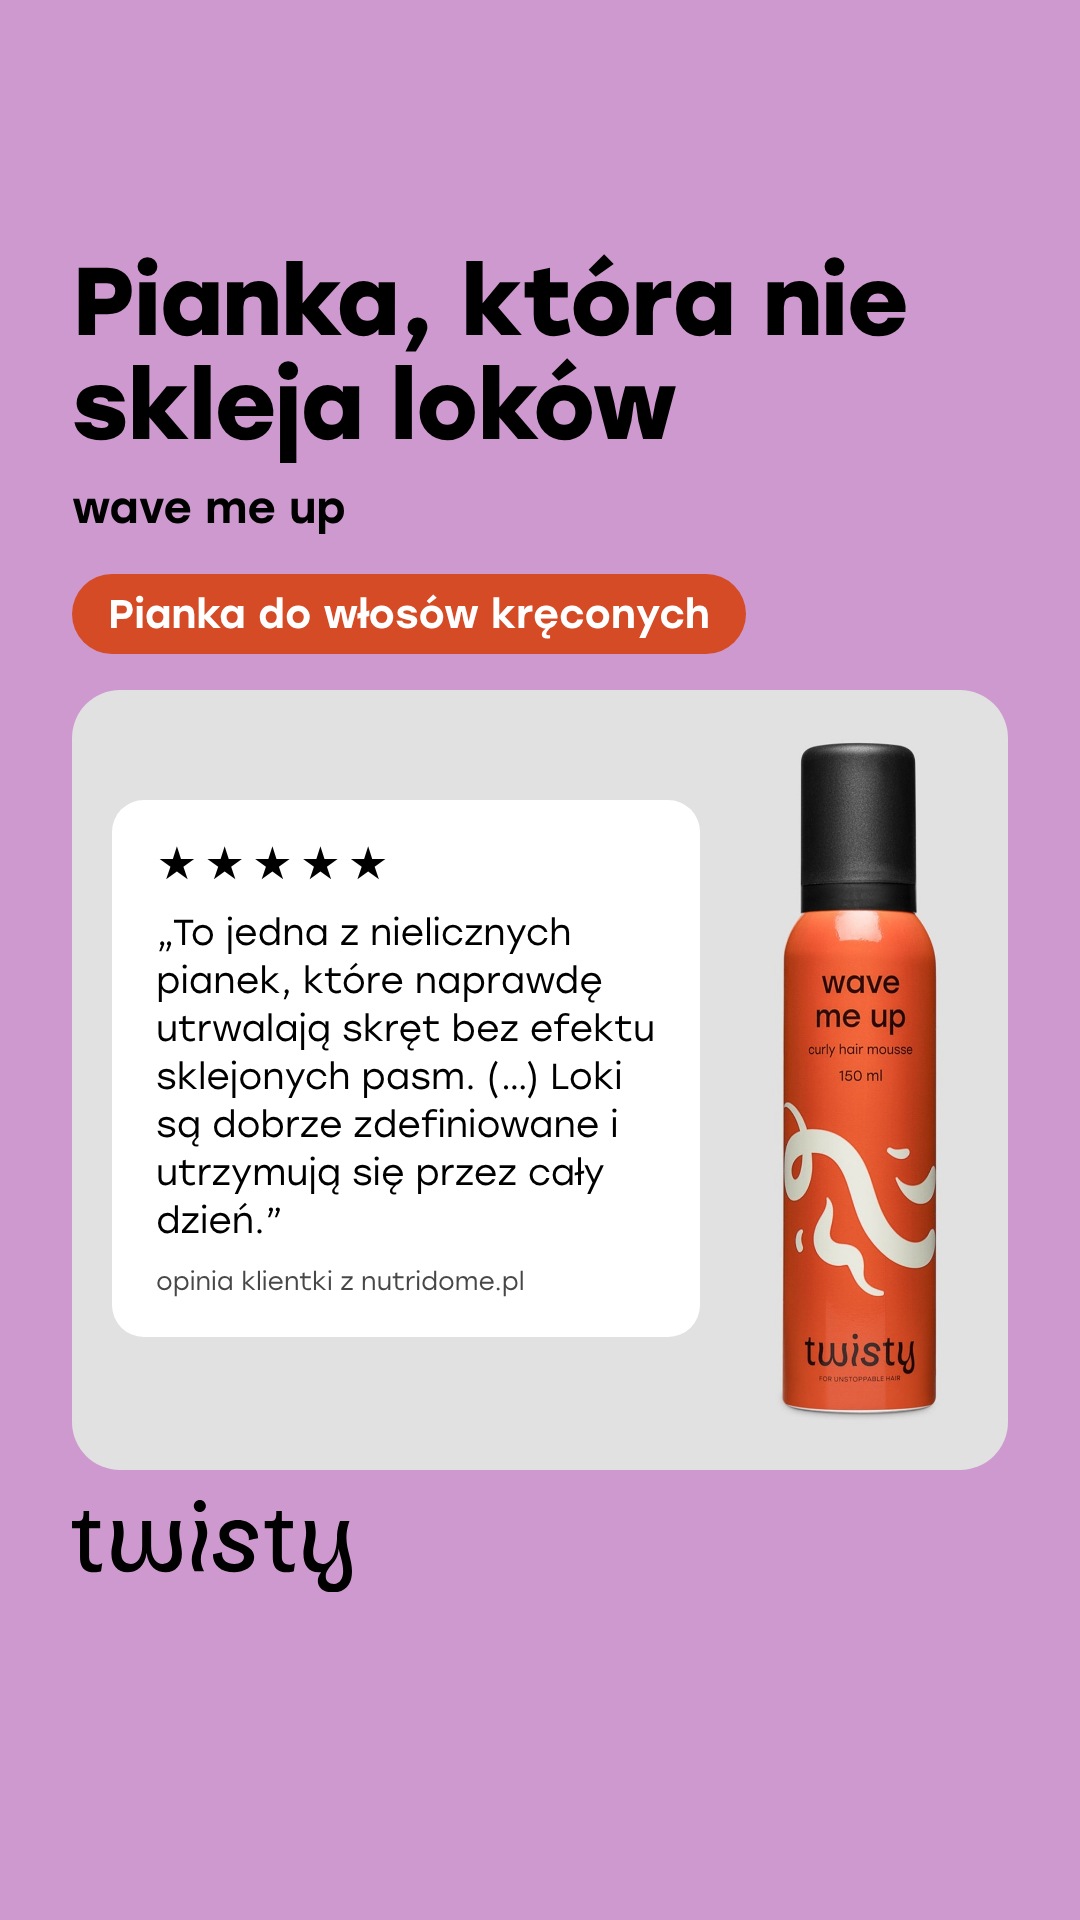 Pianka, która nie
skleja loków
wave me up
Pianka do włosów kręconych
★★★★★
„To jedna z nielicznych
pianek, które naprawdę
utrwalają skręt bez efektu
sklejonych pasm. (...) Loki
są dobrze zdefiniowane i
utrzymują się przez cały
dzień.”
opinia klientki z nutridome.pl
wave
me up
curly hair mousse
150 ml
twisty
FOR UNSTOPPABLE HAIR
twisty